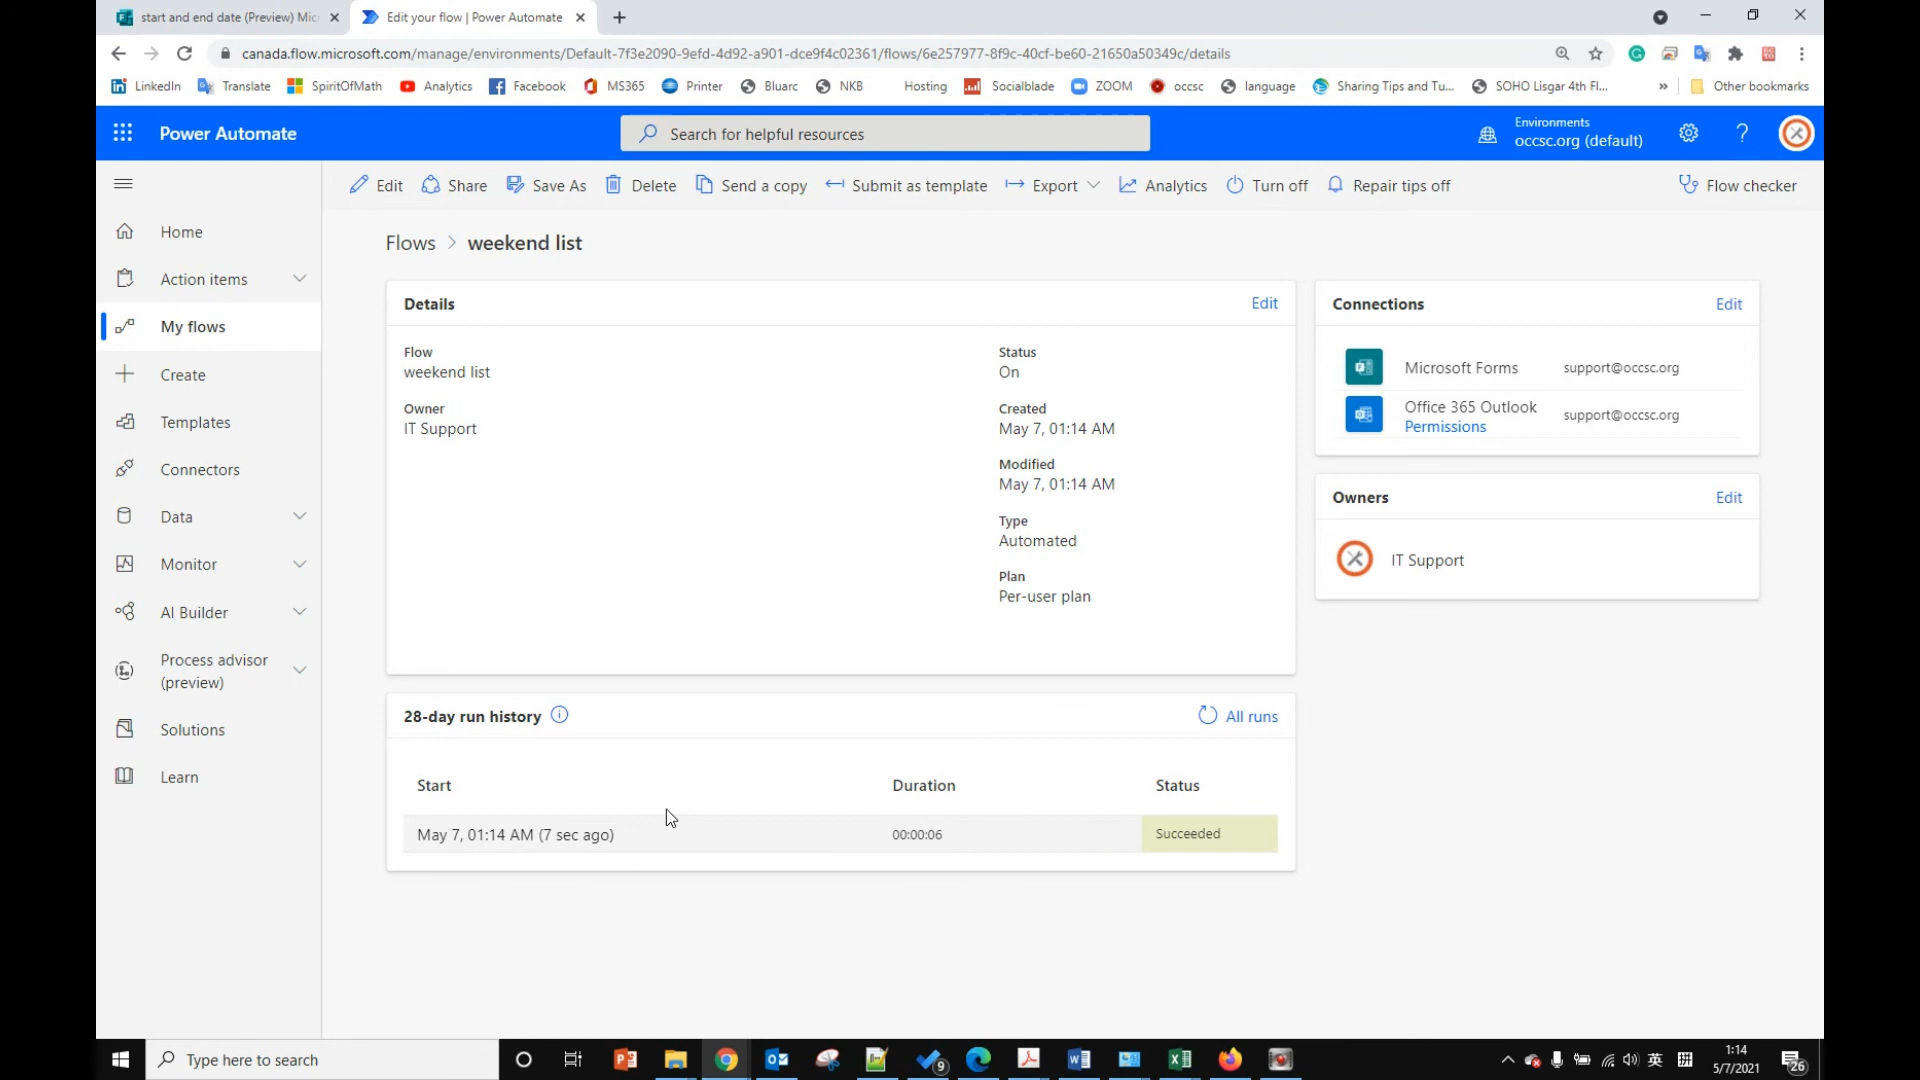 start and end date (Preview) Mic
Edit your flow | Power Automate
canada.flow.microsoft.com/manage/environments/Default-7f3e2090-9efd-4d92-a901-dce9f4c02361/flows/6e257977-8f9c-40cf-be60-21650a50349c/details
LinkedIn Translate SpiritOfMath Analytics Facebook MS365 Printer Bluarc NKB Hosting Socialblade ZOOM occsc language Sharing Tips and Tu... SOHO Lisgar 4th Fl... » Other bookmarks
Power Automate
Search for helpful resources
Environments
occsc.org (default)
Edit Share Save As Delete Send a copy Submit as template Export Analytics Turn off Repair tips off Flow checker
Home
Action items
My flows
Create
Templates
Connectors
Data
Monitor
AI Builder
Process advisor
(preview)
Solutions
Learn
Flows > weekend list
Details Edit
Flow
weekend list
Owner
IT Support
Status
On
Created
May 7, 01:14 AM
Modified
May 7, 01:14 AM
Type
Automated
Plan
Per-user plan
Connections Edit
Microsoft Forms support@occsc.org
Office 365 Outlook support@occsc.org
Permissions
Owners Edit
IT Support
28-day run history All runs
Start Duration Status
May 7, 01:14 AM (7 sec ago) 00:00:06 Succeeded
Type here to search
9
英
1:14
5/7/2021
26